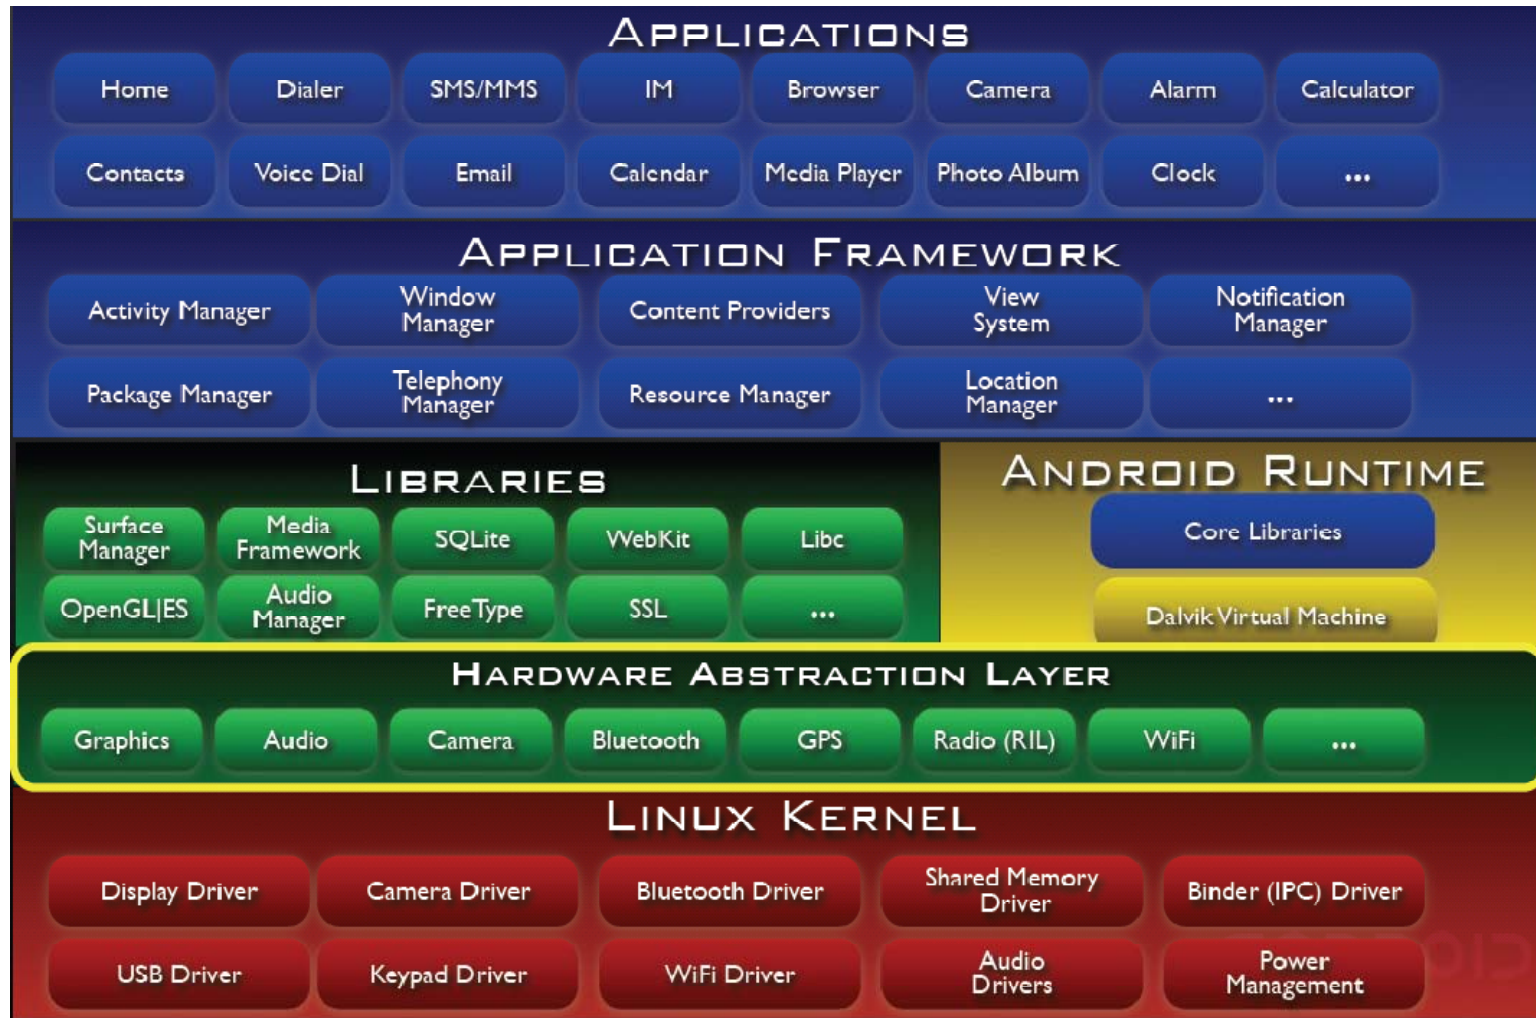 APPLICATIONS
Home Dialer SMS/MMS IM Browser Camera Alarm Calculator
Contacts Voice Dial Email Calendar Media Player Photo Album Clock ...
APPLICATION FRAMEWORK
Activity Manager
Window
Manager
Content Providers
View
System
Notification
Manager
Package Manager
Telephony
Manager
Resource Manager
Location
Manager
...
LIBRARIES
Surface
Manager
Media
Framework
SQLite
WebKit
Libc
OpenGL|ES
Audio
Manager
FreeType
SSL
...
ANDROID RUNTIME
Core Libraries
Dalvik Virtual Machine
HARDWARE ABSTRACTION LAYER
Graphics Audio Camera Bluetooth GPS Radio (RIL) WiFi ...
LINUX KERNEL
Display Driver
Camera Driver
Bluetooth Driver
Shared Memory
Driver
Binder (IPC) Driver
USB Driver
Keypad Driver
WiFi Driver
Audio
Drivers
Power
Management